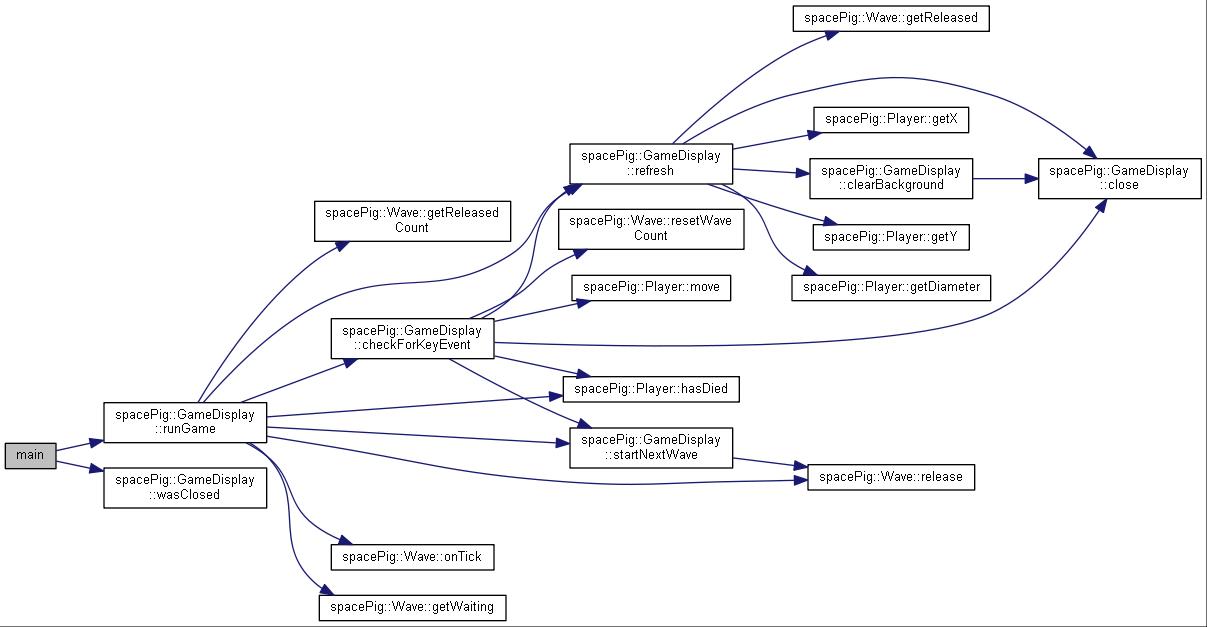 spacePig::Wave::getReleased
spacePig::Player::getX
spacePig::GameDisplay
::refresh
spacePig::GameDisplay
::clearBackground
spacePig::GameDisplay
::close
spacePig::Wave::getReleased
Count
spacePig::Wave::resetWave
Count
spacePig::Player::getY
spacePig::Player::move
spacePig::Player::getDiameter
spacePig::GameDisplay
::checkForKeyEvent
spacePig::Player::hasDied
spacePig::GameDisplay
::runGame
spacePig::GameDisplay
::startNextWave
main
spacePig::GameDisplay
::wasClosed
spacePig::Wave::release
spacePig::Wave::onTick
spacePig::Wave::getWaiting